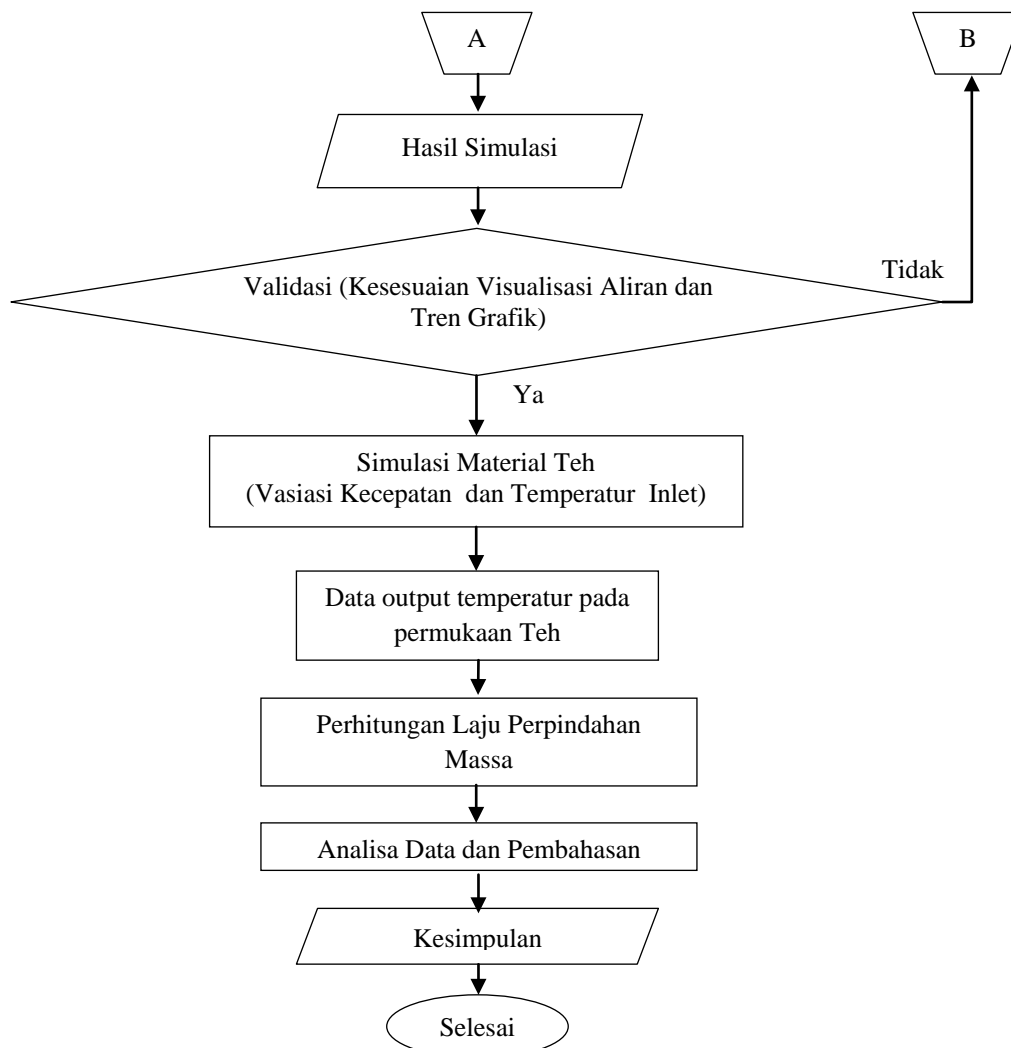 A
B
Hasil Simulasi
Validasi (Kesesuaian Visualisasi Aliran dan
Tren Grafik)
Tidak
Ya
Simulasi Material Teh
(Vasiasi Kecepatan dan Temperatur Inlet)
Data output temperatur pada
permukaan Teh
Perhitungan Laju Perpindahan
Massa
Analisa Data dan Pembahasan
Kesimpulan
Selesai